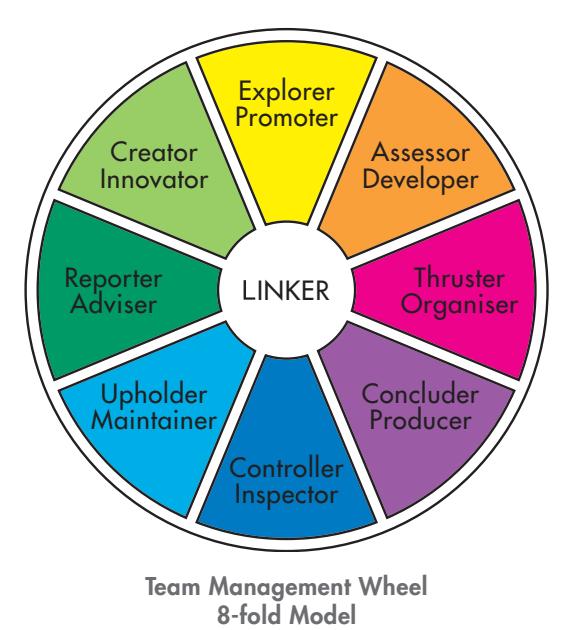 Explorer
Promoter
Assessor
Developer
Thruster
Organiser
Concluder
Producer
Controller
Inspector
Upholder
Maintainer
Reporter
Adviser
Creator
Innovator
LINKER
Team Management Wheel
8-fold Model